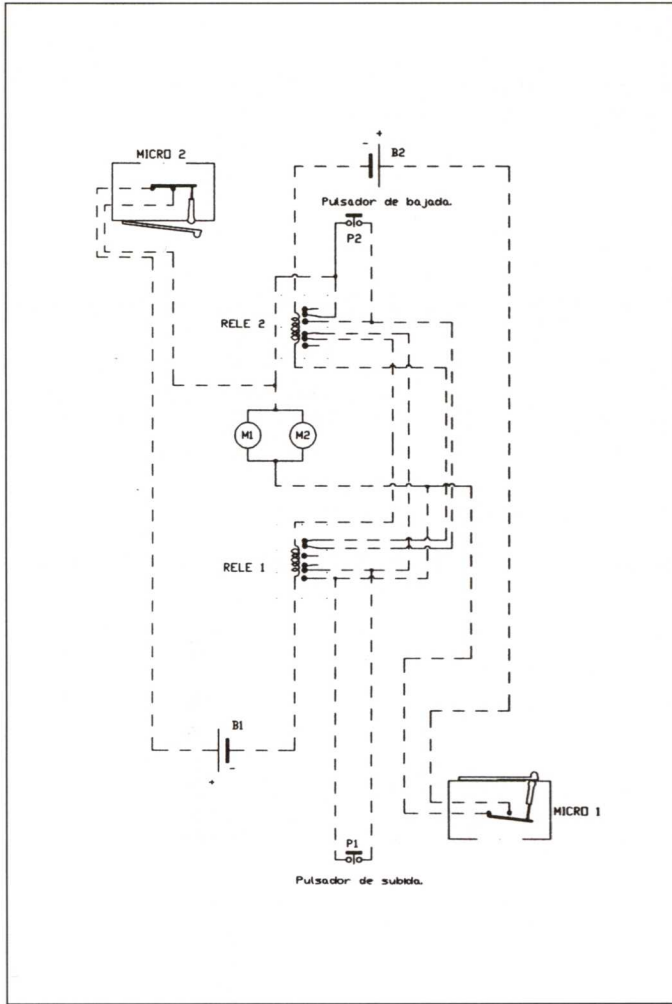 MICRO 2
+
- B2
Pulsador de bajada.
P2
RELE 2
M1 M2
RELE 1
B1
+ -
MICRO 1
P1
Pulsador de subida.